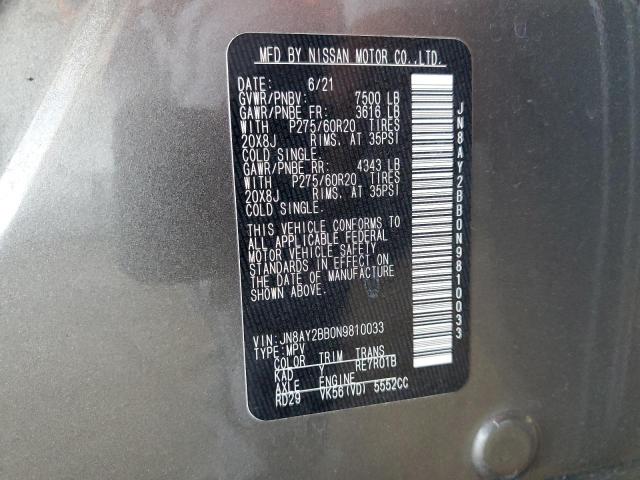 MFD BY NISSAN MOTOR CO.,LTD.
DATE: 6/21
GVWR/PNBV: 7500 LB
GAWR/PNBE FR: 3616 LB
WITH P275/60R20 TIRES
20X8J RIMS, AT 35PSI
COLD SINGLE.
GAWR/PNBE RR: 4343 LB
WITH P275/60R20 TIRES
20X8J RIMS, AT 35PSI
COLD SINGLE.
THIS VEHICLE CONFORMS TO
ALL APPLICABLE FEDERAL
MOTOR VEHICLE SAFETY
STANDARDS IN EFFECT ON
THE DATE OF MANUFACTURE
SHOWN ABOVE.
VIN: JN8AY2BB0N9810033
TYPE: MPV
COLOR TRIM TRANS
KAD Y RE7R01B
AXLE ENGINE
RD29 VK56(VD) 5552CC
JN8AY2BB0N9810033